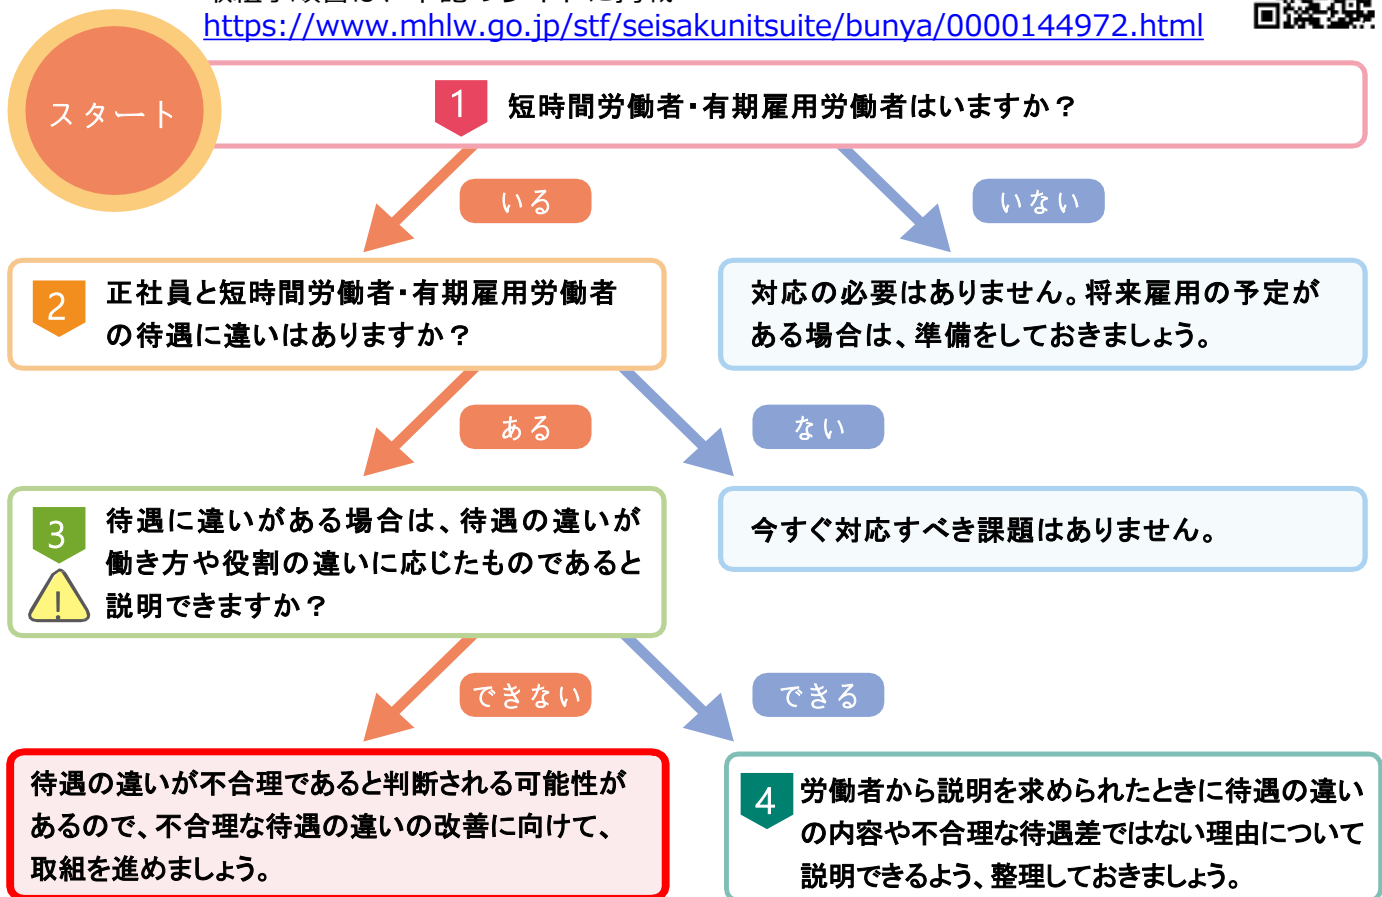 https://www.mhlw.go.jp/stf/seisakunitsuite/bunya/0000144972.html
スタート
1 短時間労働者・有期雇用労働者はいますか？
いる
いない
2 正社員と短時間労働者・有期雇用労働者
の待遇に違いはありますか？
対応の必要はありません。将来雇用の予定が
ある場合は、準備をしておきましょう。
ある
ない
3 待遇に違いがある場合は、待遇の違いが
働き方や役割の違いに応じたものであると
説明できますか？
今すぐ対応すべき課題はありません。
できない
できる
待遇の違いが不合理であると判断される可能性が
あるので、不合理な待遇の違いの改善に向けて、
取組を進めましょう。
4 労働者から説明を求められたときに待遇の違い
の内容や不合理な待遇差ではない理由について
説明できるよう、整理しておきましょう。